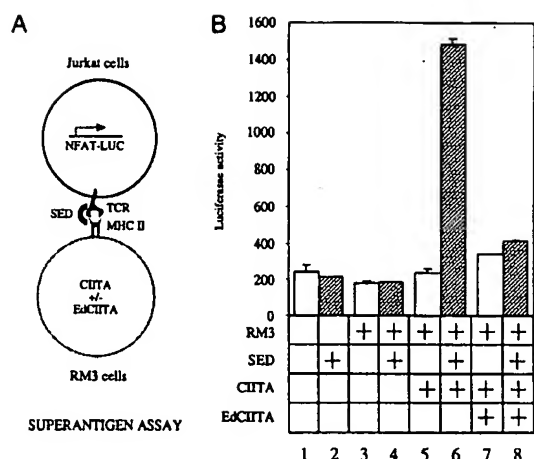 A
Jurkat cells
NFAT-LUC
SED
TCR
MHC II
CIITA
+/-
EdCIITA
RM3 cells
SUPERANTIGEN ASSAY
B
Luciferase activity
1600
1400
1200
1000
800
600
400
200
0
RM3 + + + + + +
SED + + + +
CIITA + + + +
EdCIITA + +
1 2 3 4 5 6 7 8